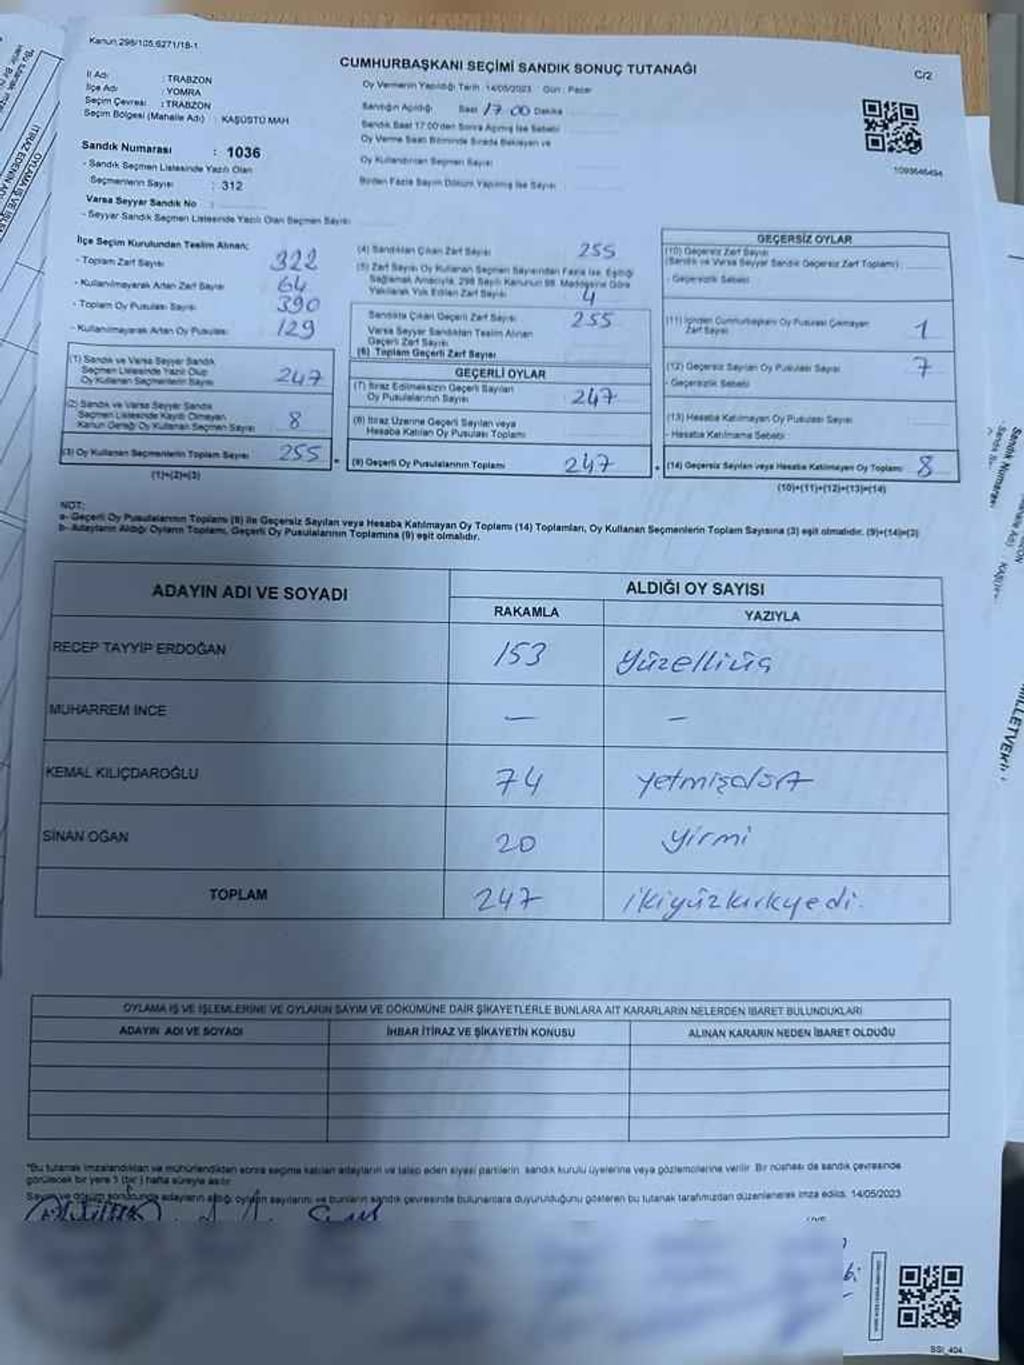 Kanun 298/105,6271/18-1
CUMHURBAŞKANI SEÇİMİ SANDIK SONUÇ TUTANAĞI
C/2
İl Adı : TRABZON
İlçe Adı : YOMRA
Seçim Çevresi : TRABZON
Seçim Bölgesi (Mahalle Adı) : KAŞÜSTÜ MAH
Sandık Numarası : 1036
- Sandık Seçmen Listesinde Yazılı Olan
Seçmenlerin Sayısı : 312
Varsa Seyyar Sandık No :
- Seyyar Sandık Seçmen Listesinde Yazılı Olan Seçmen Sayısı
Oy Vermenin Yapıldığı Tarih 14/05/2023 Gün : Pazar
Sandığın Açıldığı Saat 17 00 Dakika
Sandık Saat 17:00'den Sonra Açılmış İse Sebebi
Oy Verme Saati Bitiminde Sırada Bekleyen ve
Oy Kullandırılan Seçmen Sayısı
Birden Fazla Sayım Döküm Yapılmış İse Sayısı
1093646494
İlçe Seçim Kurulundan Teslim Alınan;
- Toplam Zarf Sayısı 322
- Kullanılmayarak Artan Zarf Sayısı 64
- Toplam Oy Pusulası Sayısı 390
- Kullanılmayarak Artan Oy Pusulası 129
(1) Sandık ve Varsa Seyyar Sandık
Seçmen Listesinde Yazılı Olup
Oy Kullanan Seçmenlerin Sayısı 247
(2) Sandık ve Varsa Seyyar Sandık
Seçmen Listesinde Kayıtlı Olmayan
Kanun Gereği Oy Kullanan Seçmen Sayısı 8
(3) Oy Kullanan Seçmenlerin Toplam Sayısı 255
(1)+(2)=(3)
(4) Sandıktan Çıkan Zarf Sayısı 255
(5) Zarf Sayısı Oy Kullanan Seçmen Sayısından Fazla İse, Eşitliği
Sağlamak Amacıyla, 298 Sayılı Kanunun 98. Maddesine Göre
Yakılarak Yok Edilen Zarf Sayısı 4
Sandıkta Çıkan Geçerli Zarf Sayısı 255
Varsa Seyyar Sandıktan Teslim Alınan
Geçerli Zarf Sayısı
(6) Toplam Geçerli Zarf Sayısı
GEÇERLİ OYLAR
(7) İtiraz Edilmeksizin Geçerli Sayılan
Oy Pusulalarının Sayısı 247
(8) İtiraz Üzerine Geçerli Sayılan veya
Hesaba Katılan Oy Pusulası Toplamı
(9) Geçerli Oy Pusulalarının Toplamı 247
GEÇERSİZ OYLAR
(10) Geçersiz Zarf Sayısı
(Sandık ve Varsa Seyyar Sandık Geçersiz Zarf Toplamı)
- Geçersizlik Sebebi
(11) İçinden Cumhurbaşkanı Oy Pusulası Çıkmayan
Zarf Sayısı 1
(12) Geçersiz Sayılan Oy Pusulası Sayısı 7
- Geçersizlik Sebebi
(13) Hesaba Katılmayan Oy Pusulası Sayısı
- Hesaba Katılmama Sebebi
(14) Geçersiz Sayılan veya Hesaba Katılmayan Oy Toplamı 8
(10)+(11)+(12)+(13)=(14)
NOT:
a- Geçerli Oy Pusulalarının Toplamı (9) ile Geçersiz Sayılan veya Hesaba Katılmayan Oy Toplamı (14) Toplamları, Oy Kullanan Seçmenlerin Toplam Sayısına (3) eşit olmalıdır. (9)+(14)=(3)
b- Adayların Aldığı Oyların Toplamı, Geçerli Oy Pusulalarının Toplamına (9) eşit olmalıdır.
ADAYIN ADI VE SOYADI ALDIĞI OY SAYISI
RAKAMLA YAZIYLA
RECEP TAYYİP ERDOĞAN 153 Yüzelliüç
MUHARREM İNCE — —
KEMAL KILIÇDAROĞLU 74 Yetmişdört
SİNAN OĞAN 20 Yirmi
TOPLAM 247 ikiyüzkırkyedi.
OYLAMA İŞ VE İŞLEMLERİNE VE OYLARIN SAYIM VE DÖKÜMÜNE DAİR ŞİKAYETLERLE BUNLARA AİT KARARLARIN NELERDEN İBARET BULUNDUKLARI
ADAYIN ADI VE SOYADI İHBAR İTİRAZ VE ŞİKAYETİN KONUSU ALINAN KARARIN NEDEN İBARET OLDUĞU
*Bu tutanak imzalandıktan ve mühürlendikten sonra seçime katılan adayların ve talep eden siyasi partilerin, sandık kurulu üyelerine veya gözlemcilerine verilir. Bir nüshası da sandık çevresinde
görülecek bir yere 1 (bir) hafta süreyle asılır.
Sayım ve döküm sonucunda adayların aldığı oyların sayılarını ve bunların sandık çevresinde bulunanlara duyurulduğunu gösteren bu tutanak tarafımızdan düzenlenerek imza edildi. 14/05/2023
SSI_404